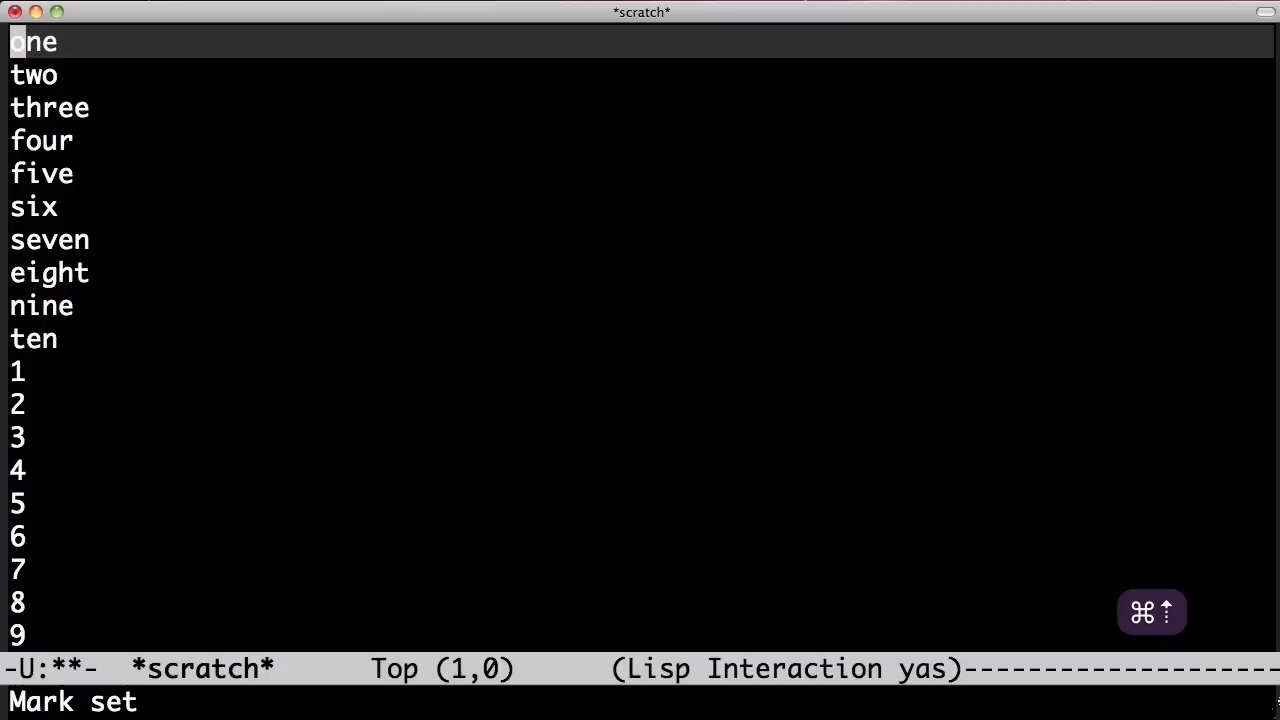 *scratch*
one
two
three
four
five
six
seven
eight
nine
ten
1
2
3
4
5
6
7
8
9
⌘⇡
-U:**-  *scratch*      Top (1,0)      (Lisp Interaction yas)--------------------
Mark set